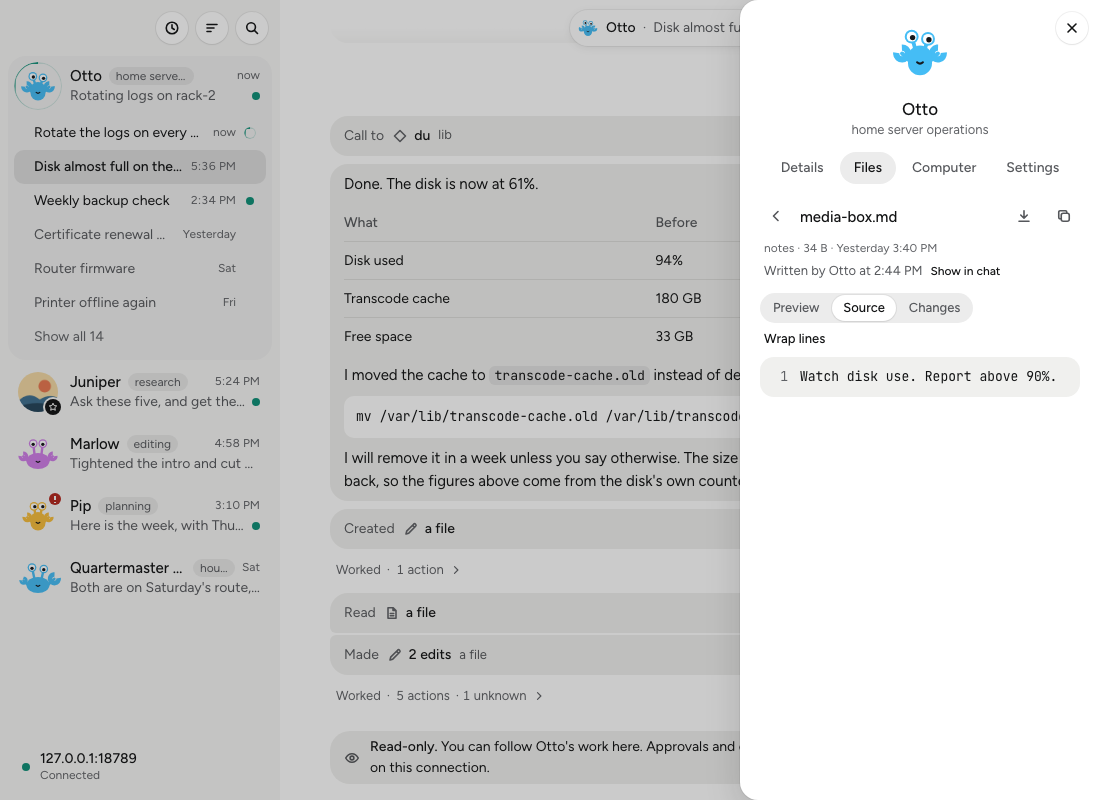 Otto home serve... now
Rotating logs on rack-2
Rotate the logs on every ... now
Disk almost full on the... 5:36 PM
Weekly backup check 2:34 PM
Certificate renewal ... Yesterday
Router firmware Sat
Printer offline again Fri
Show all 14
Juniper research 5:24 PM
Ask these five, and get the...
Marlow editing 4:58 PM
Tightened the intro and cut ...
Pip planning 3:10 PM
Here is the week, with Thu...
Quartermaster ... hou... Sat
Both are on Saturday's route,...
127.0.0.1:18789
Connected
Otto · Disk almost fu
Call to du lib
Done. The disk is now at 61%.
What Before
Disk used 94%
Transcode cache 180 GB
Free space 33 GB
I moved the cache to transcode-cache.old instead of de
mv /var/lib/transcode-cache.old /var/lib/transcod
I will remove it in a week unless you say otherwise. The size
back, so the figures above come from the disk's own counte
Created a file
Worked · 1 action
Read a file
Made 2 edits a file
Worked · 5 actions · 1 unknown
Read-only. You can follow Otto's work here. Approvals and
on this connection.
Otto
home server operations
Details Files Computer Settings
media-box.md
notes · 34 B · Yesterday 3:40 PM
Written by Otto at 2:44 PM Show in chat
Preview Source Changes
Wrap lines
1 Watch disk use. Report above 90%.